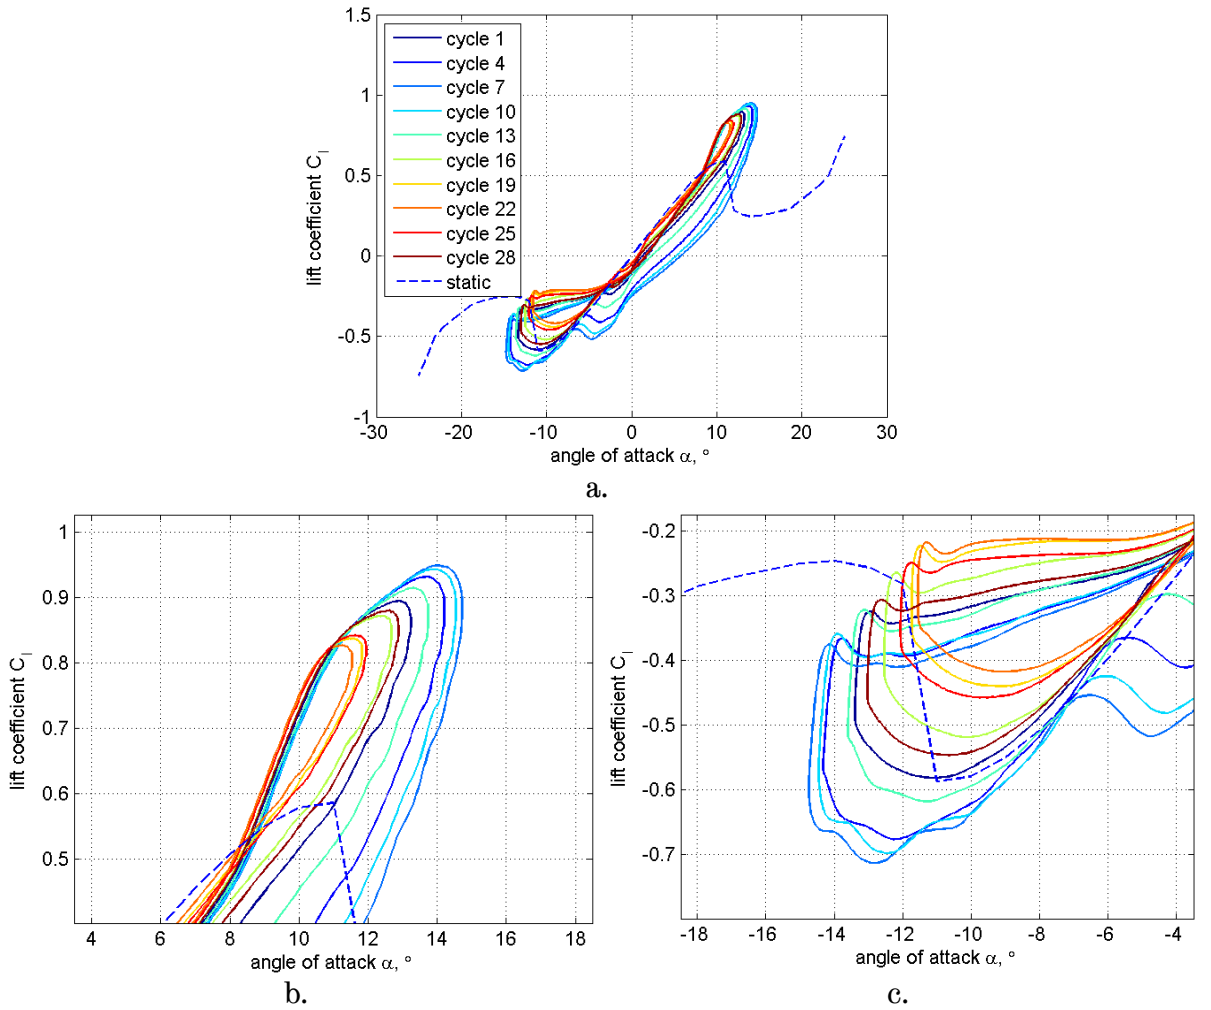 1.5
1
0.5
0
-0.5
-1
lift coefficient C_l
cycle 1
cycle 4
cycle 7
cycle 10
cycle 13
cycle 16
cycle 19
cycle 22
cycle 25
cycle 28
static
-30 -20 -10 0 10 20 30
angle of attack α, °
a.
1
0.9
0.8
0.7
0.6
0.5
lift coefficient C_l
4 6 8 10 12 14 16 18
angle of attack α, °
b.
-0.2
-0.3
-0.4
-0.5
-0.6
-0.7
lift coefficient C_l
-18 -16 -14 -12 -10 -8 -6 -4
angle of attack α, °
c.